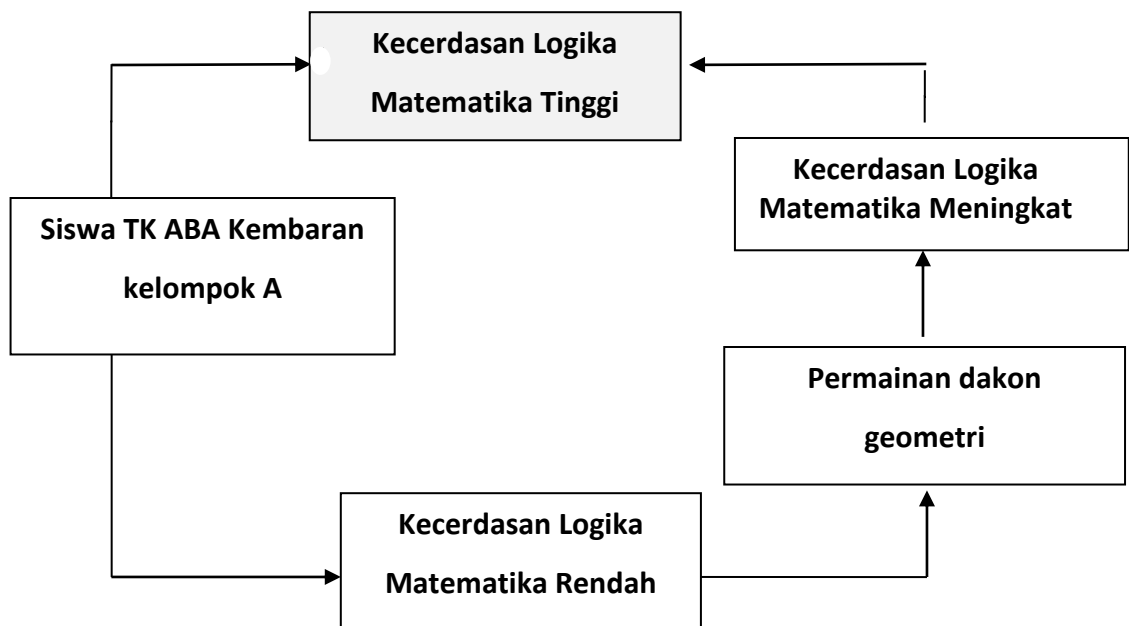 Kecerdasan Logika
Matematika Tinggi
Kecerdasan Logika
Matematika Meningkat
Siswa TK ABA Kembaran
kelompok A
Permainan dakon
geometri
Kecerdasan Logika
Matematika Rendah